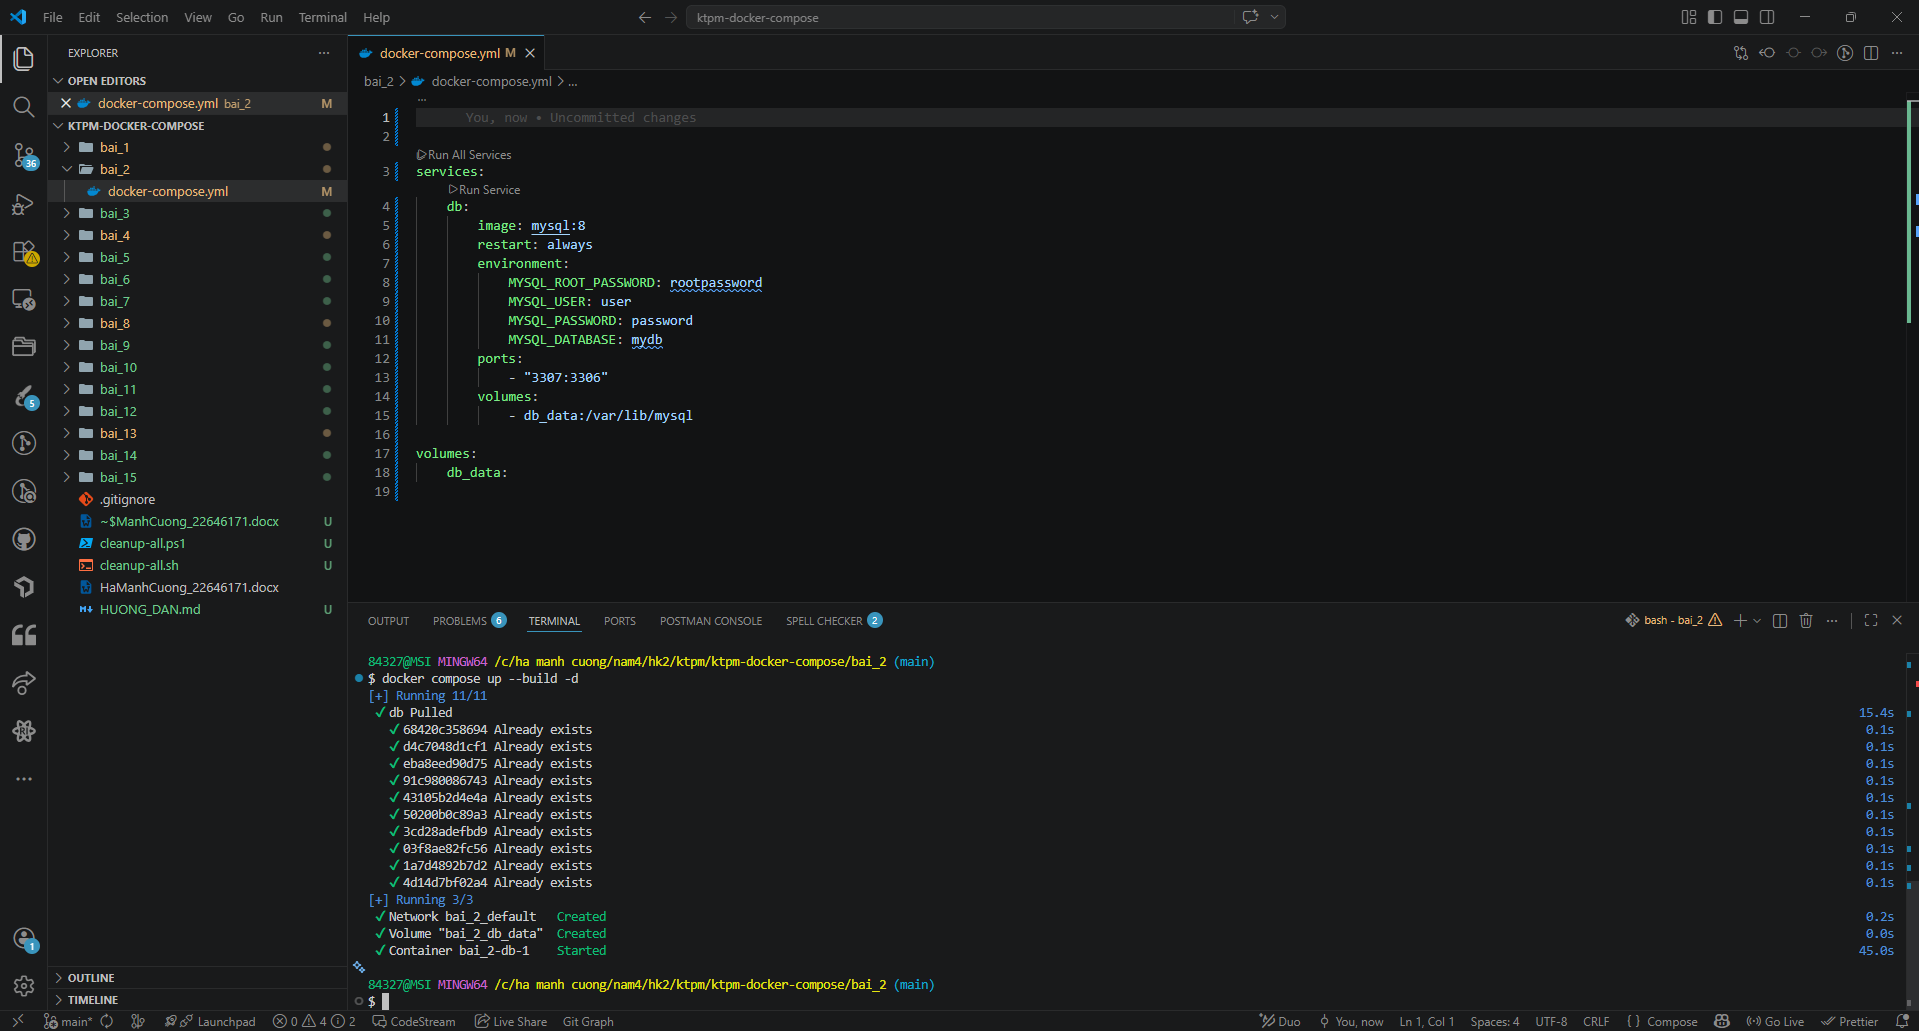 File Edit Selection View Go Run Terminal Help
ktpm-docker-compose
EXPLORER
OPEN EDITORS
docker-compose.yml bai_2 M
KTPM-DOCKER-COMPOSE
bai_1
bai_2
docker-compose.yml M
bai_3
bai_4
bai_5
bai_6
bai_7
bai_8
bai_9
bai_10
bai_11
bai_12
bai_13
bai_14
bai_15
.gitignore
~$ManhCuong_22646171.docx U
cleanup-all.ps1 U
cleanup-all.sh U
HaManhCuong_22646171.docx
HUONG_DAN.md U
OUTLINE
TIMELINE
36
5
1
docker-compose.yml M
bai_2 > docker-compose.yml > ...
...
1 You, now • Uncommitted changes
2
Run All Services
3 services:
Run Service
4 db:
5 image: mysql:8
6 restart: always
7 environment:
8 MYSQL_ROOT_PASSWORD: rootpassword
9 MYSQL_USER: user
10 MYSQL_PASSWORD: password
11 MYSQL_DATABASE: mydb
12 ports:
13 - "3307:3306"
14 volumes:
15 - db_data:/var/lib/mysql
16
17 volumes:
18 db_data:
19
OUTPUT PROBLEMS 6 TERMINAL PORTS POSTMAN CONSOLE SPELL CHECKER 2
bash - bai_2
84327@MSI MINGW64 /c/ha manh cuong/nam4/hk2/ktpm/ktpm-docker-compose/bai_2 (main)
$ docker compose up --build -d
[+] Running 11/11
✓ db Pulled 15.4s
✓ 68420c358694 Already exists 0.1s
✓ d4c7048d1cf1 Already exists 0.1s
✓ eba8eed90d75 Already exists 0.1s
✓ 91c980086743 Already exists 0.1s
✓ 43105b2d4e4a Already exists 0.1s
✓ 50200b0c89a3 Already exists 0.1s
✓ 3cd28adefbd9 Already exists 0.1s
✓ 03f8ae82fc56 Already exists 0.1s
✓ 1a7d4892b7d2 Already exists 0.1s
✓ 4d14d7bf02a4 Already exists 0.1s
[+] Running 3/3
✓ Network bai_2_default Created 0.2s
✓ Volume "bai_2_db_data" Created 0.0s
✓ Container bai_2-db-1 Started 45.0s
84327@MSI MINGW64 /c/ha manh cuong/nam4/hk2/ktpm/ktpm-docker-compose/bai_2 (main)
$
main* Launchpad 0 4 2 CodeStream Live Share Git Graph Duo You, now Ln 1, Col 1 Spaces: 4 UTF-8 CRLF { } Compose Go Live Prettier